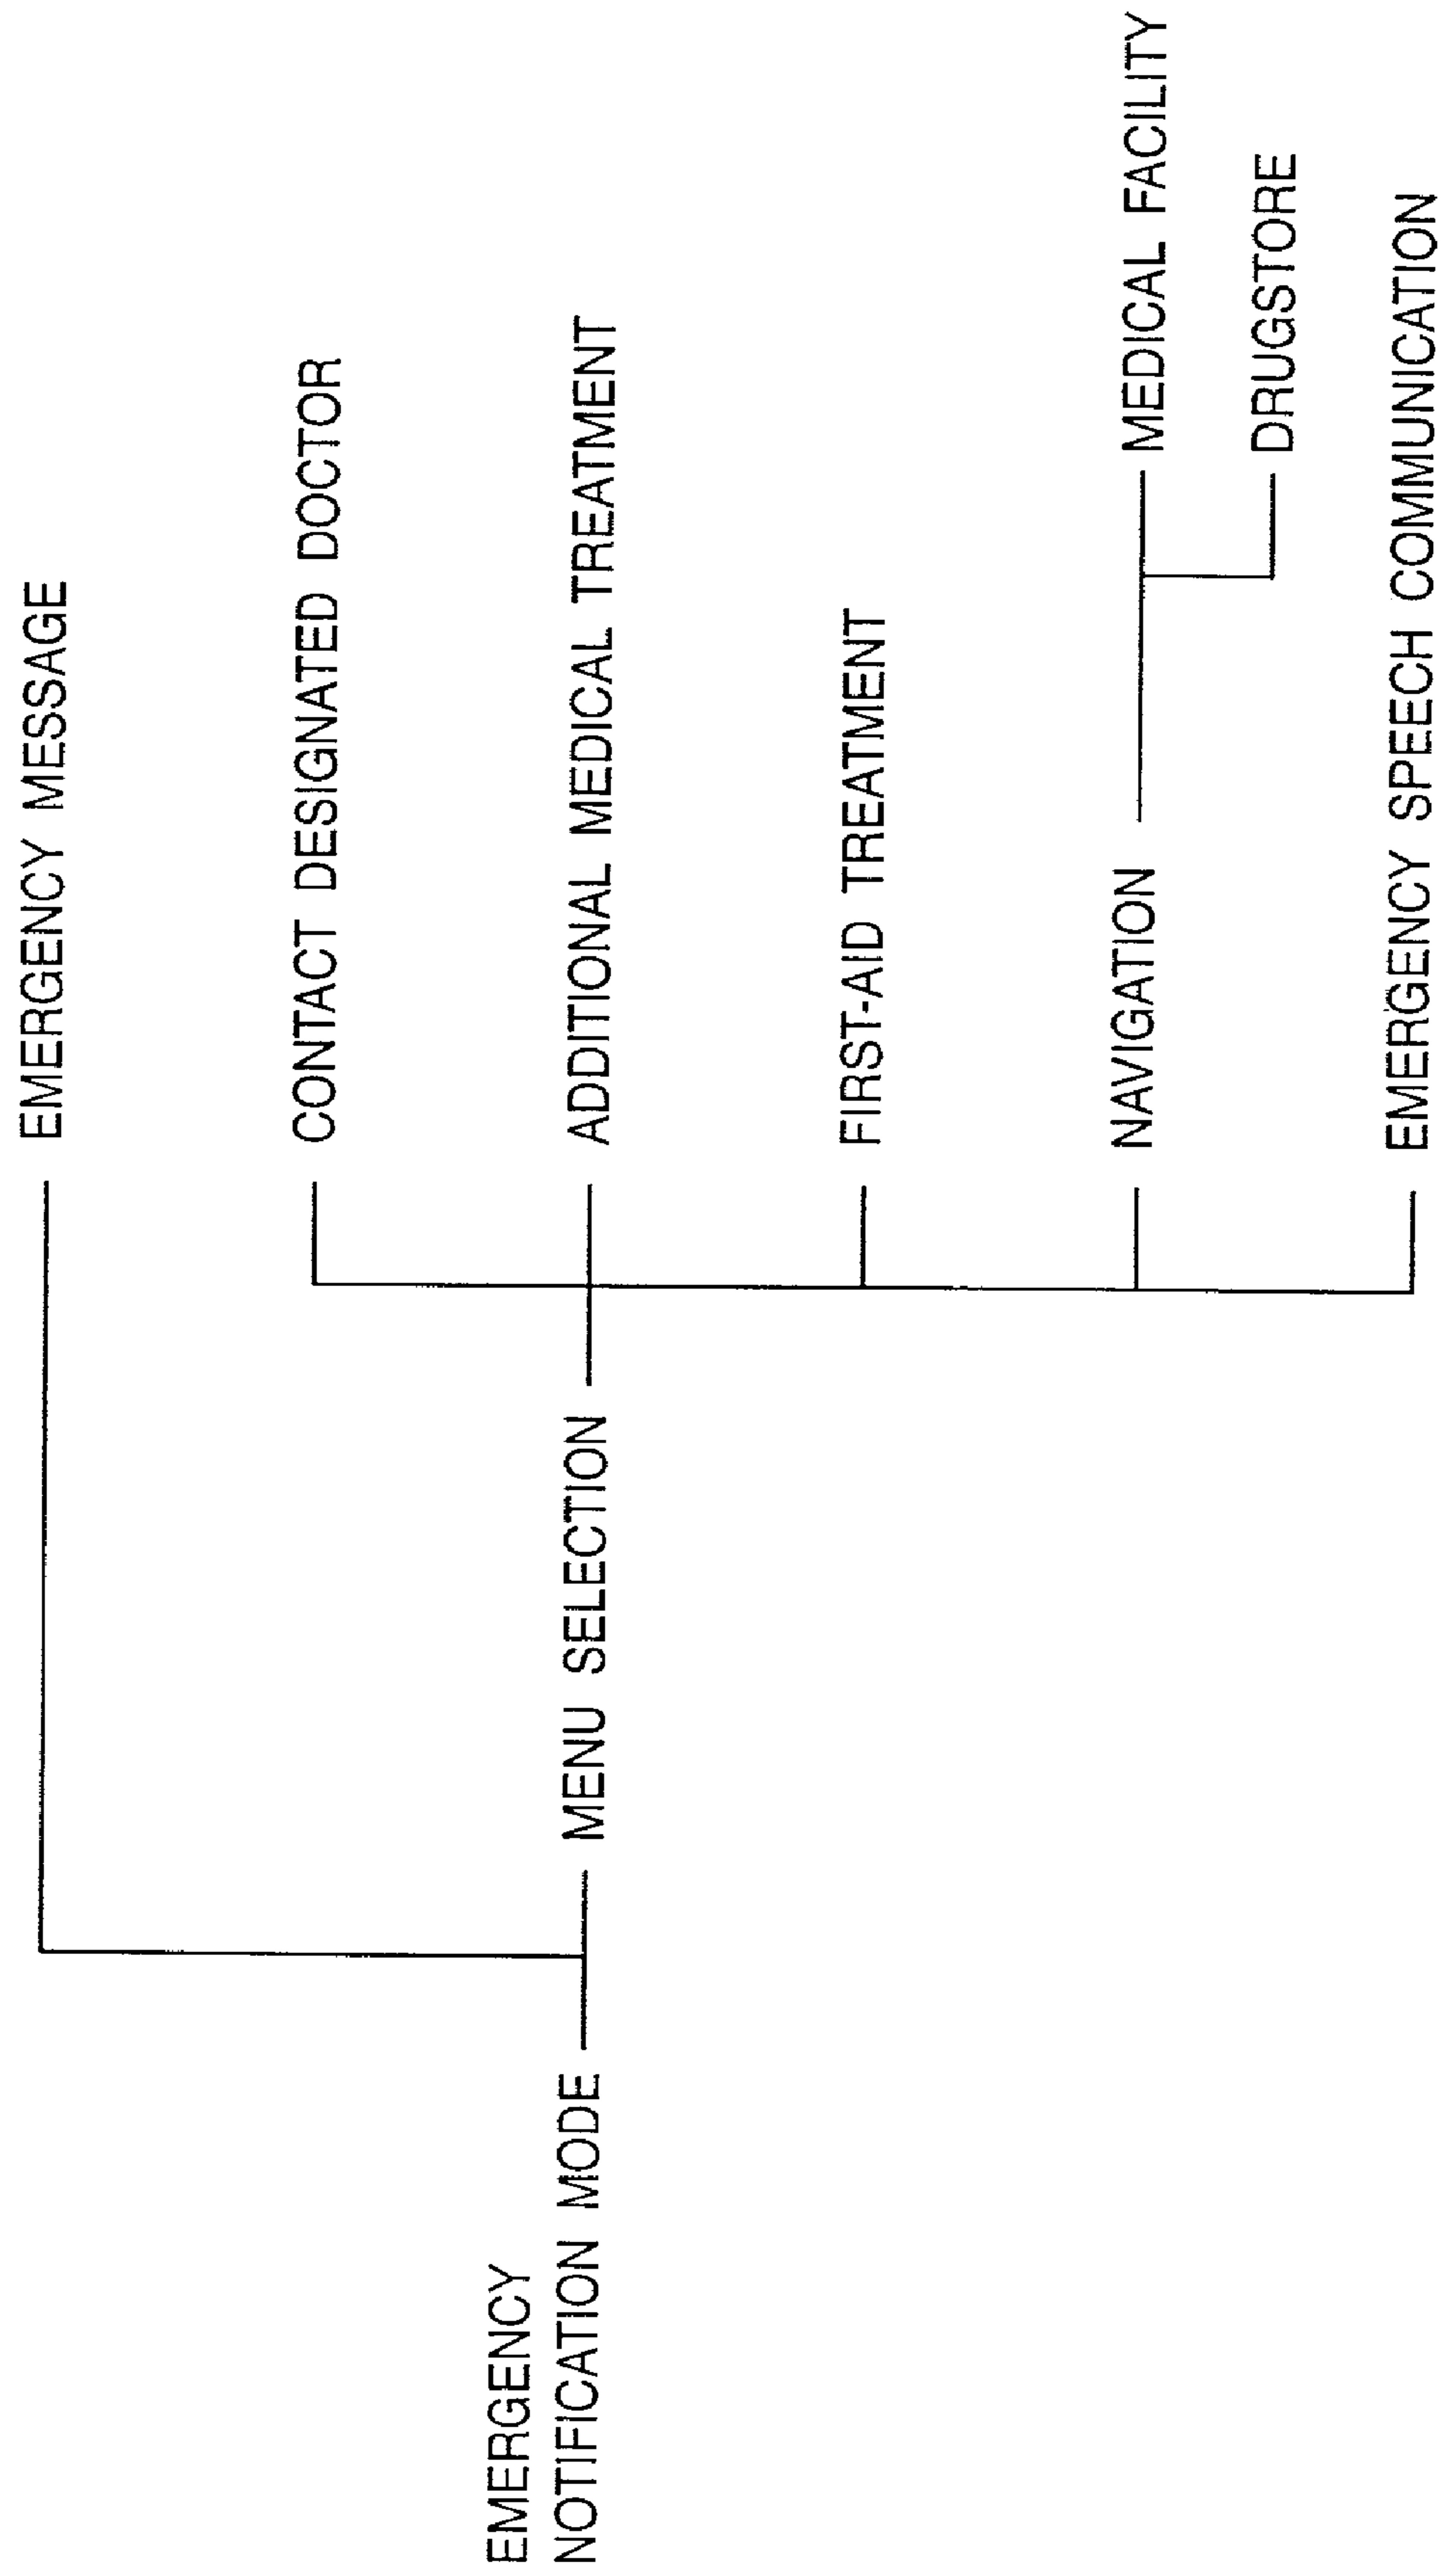 EMERGENCY MESSAGE
CONTACT DESIGNATED DOCTOR
EMERGENCY
NOTIFICATION MODE
MENU SELECTION
ADDITIONAL MEDICAL TREATMENT
FIRST-AID TREATMENT
NAVIGATION
MEDICAL FACILITY
DRUGSTORE
EMERGENCY SPEECH COMMUNICATION